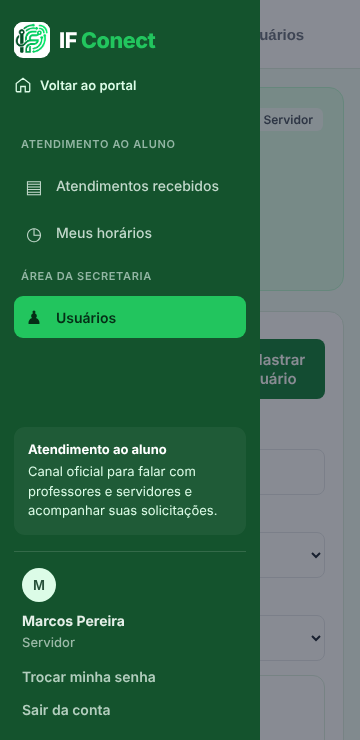 IF Conect
Voltar ao portal
ATENDIMENTO AO ALUNO
Atendimentos recebidos
Meus horários
ÁREA DA SECRETARIA
Usuários
Atendimento ao aluno
Canal oficial para falar com
professores e servidores e
acompanhar suas solicitações.
M
Marcos Pereira
Servidor
Trocar minha senha
Sair da conta
uários
Servidor
lastrar
uário